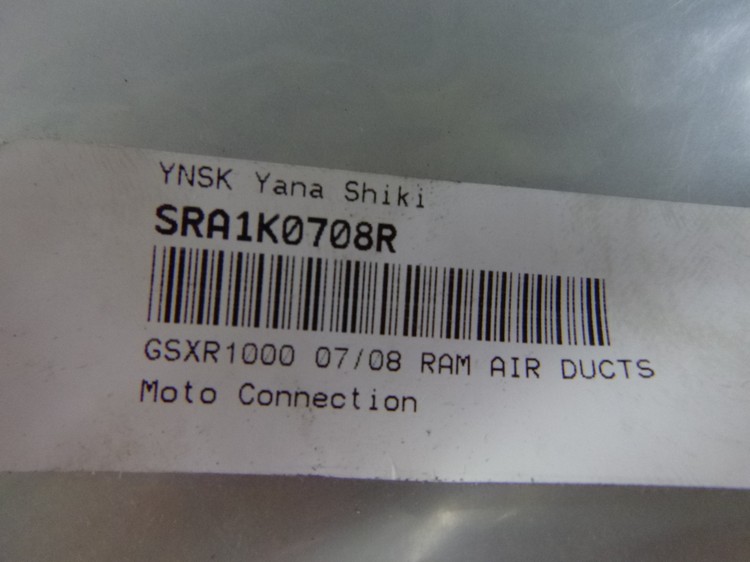 YNSK Yana Shiki
SRA1K0708R
GSXR1000 07/08 RAM AIR DUCTS
Moto Connection